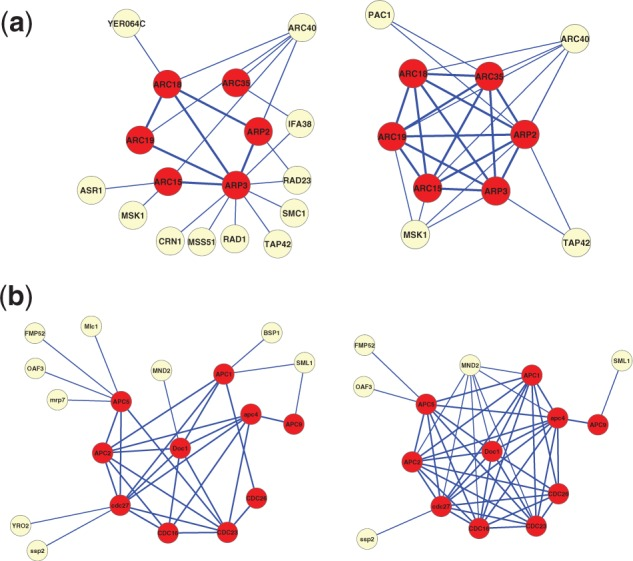 (a)
YER064C
ARC40
ARC18
ARC35
ARP2
IFA38
ARC19
ARC15
ARP3
RAD23
ASR1
MSK1
SMC1
CRN1
MSS51
RAD1
TAP42
PAC1
ARC40
ARC18
ARC35
ARC19
ARP2
ARC15
ARP3
MSK1
TAP42
(b)
Mlc1
FMP52
BSP1
OAF3
MND2
SML1
APC1
mrp7
APC5
apc4
APC9
Doc1
APC2
CDC26
cdc27
YRO2
CDC16
CDC23
ssp2
FMP52
SML1
MND2
APC1
OAF3
APC5
apc4
APC9
Doc1
APC2
CDC26
cdc27
CDC16
CDC23
ssp2